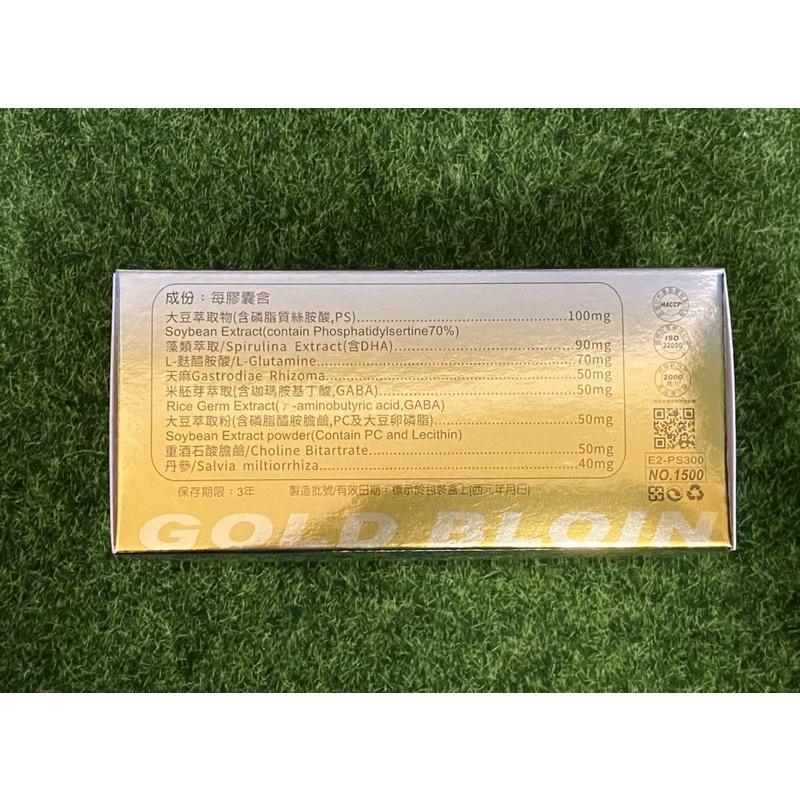 成份：每膠囊含
大豆萃取物(含磷脂質絲胺酸,PS)...100mg
Soybean Extract(contain Phosphatidylsertine70%)
藻類萃取/Spirulina Extract(含DHA)...90mg
L-麩醯胺酸/L-Glutamine...70mg
天麻Gastrodiae Rhizoma...50mg
米胚芽萃取(含珈瑪胺基丁酸,GABA)...50mg
Rice Germ Extract(γ-aminobutyric acid,GABA)
大豆萃取粉(含磷脂醯胺膽鹼,PC及大豆卵磷脂)...50mg
Soybean Extract powder(Contain PC and Lecithin)
重酒石酸膽鹼/Choline Bitartrate...50mg
丹參/Salvia miltiorrhiza...40mg
保存期限：3年 製造批號/有效日期：標示於包裝盒上(西元年月日)
HACCP
ISO
22000
2000
E2-PS300
NO.1500
GOLD BLOIN